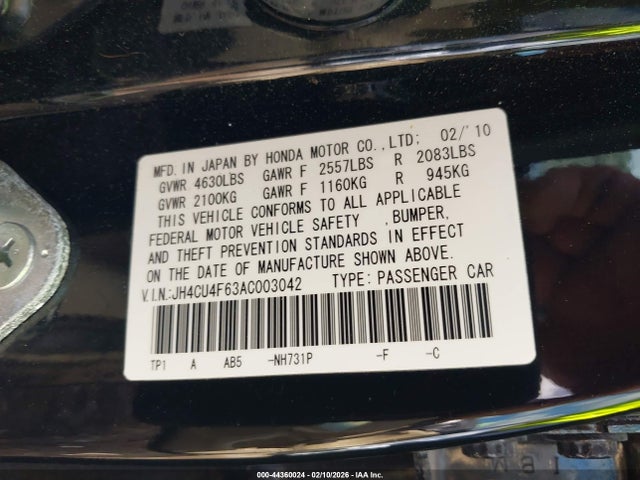 MFD. IN JAPAN BY HONDA MOTOR CO.,LTD; 02/'10
GVWR 4630LBS GAWR F 2557LBS R 2083LBS
GVWR 2100KG GAWR F 1160KG R 945KG
THIS VEHICLE CONFORMS TO ALL APPLICABLE
FEDERAL MOTOR VEHICLE SAFETY ,BUMPER,
AND THEFT PREVENTION STANDARDS IN EFFECT
ON THE DATE OF MANUFACTURE SHOWN ABOVE.
V.I.N.:JH4CU4F63AC003042 TYPE: PASSENGER CAR
TP1 A AB5 -NH731P -F -C
000-44360024 - 02/10/2026 - IAA Inc.